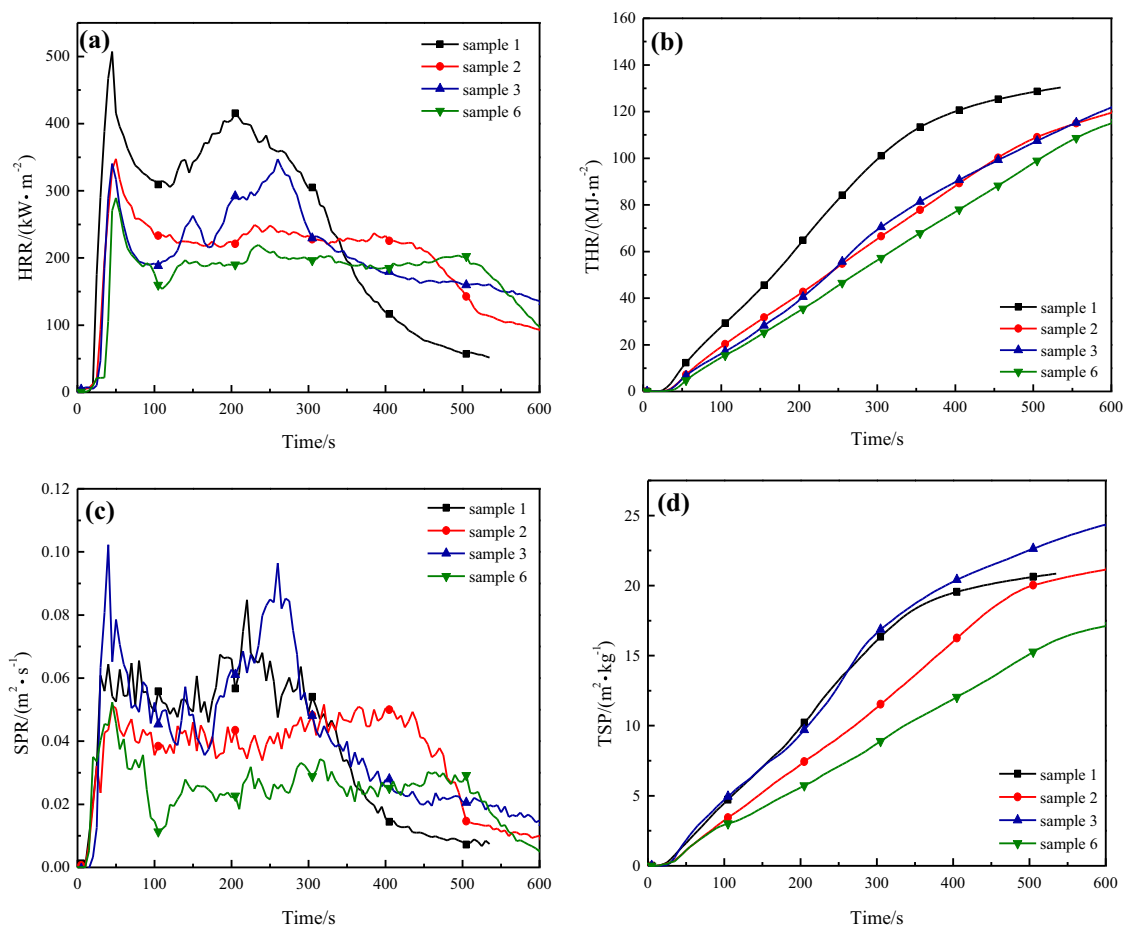 (a)
sample 1
sample 2
sample 3
sample 6
500
400
300
200
100
0
HRR/(kW• m⁻²)
0 100 200 300 400 500 600
Time/s
(b)
160
140
120
100
80
60
40
20
0
THR/(MJ•m⁻²)
sample 1
sample 2
sample 3
sample 6
0 100 200 300 400 500 600
Time/s
(c)
sample 1
sample 2
sample 3
sample 6
0.12
0.10
0.08
0.06
0.04
0.02
0.00
SPR/(m²• s⁻¹)
0 100 200 300 400 500 600
Time/s
(d)
25
20
15
10
5
0
TSP/(m²•kg⁻¹)
sample 1
sample 2
sample 3
sample 6
0 100 200 300 400 500 600
Time/s